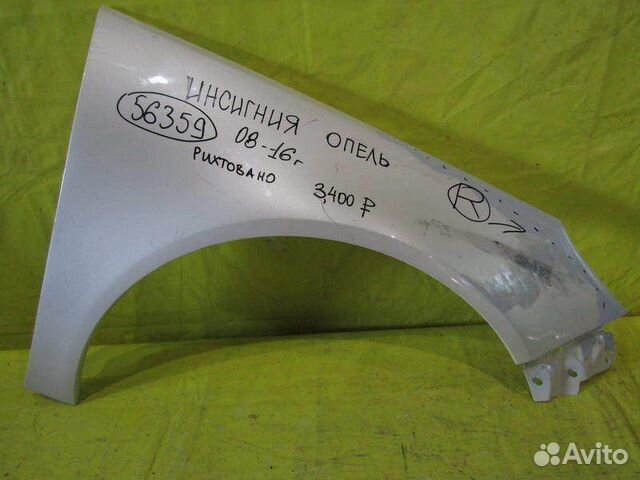 ИНСИГНИЯ ОПЕЛЬ
56359
08-16г
РИХТОВАНО
3400 ₽
R
Avito